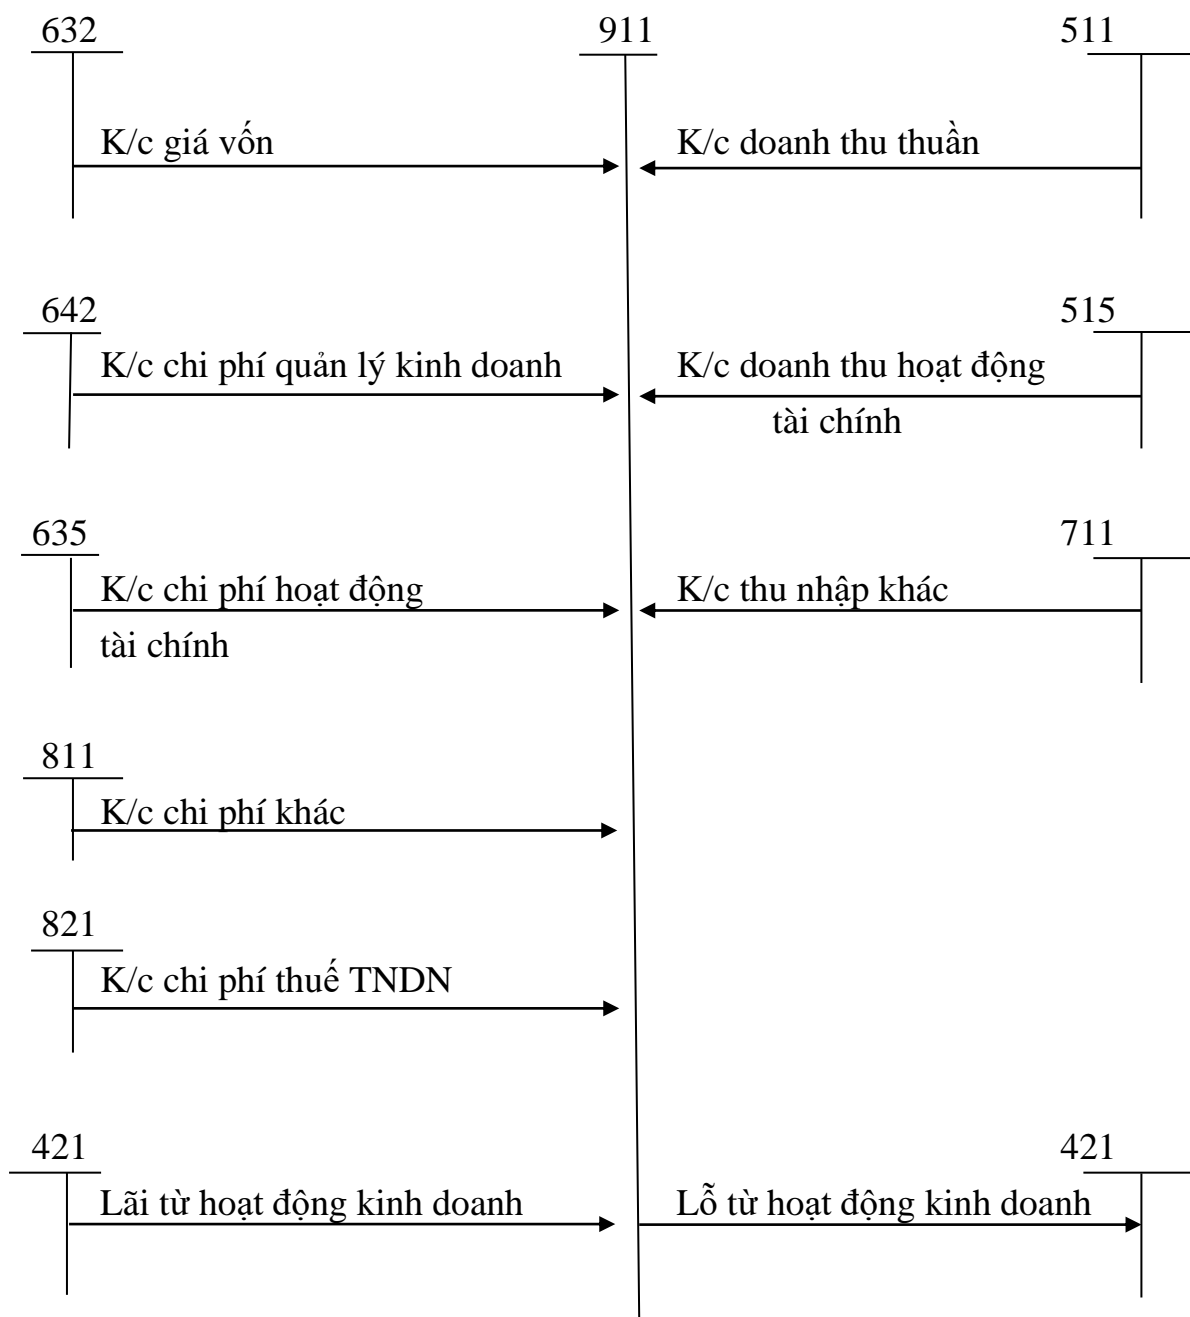 632
911
511
K/c giá vốn
K/c doanh thu thuần
642
515
K/c chi phí quản lý kinh doanh
K/c doanh thu hoạt động
tài chính
635
711
K/c chi phí hoạt động
tài chính
K/c thu nhập khác
811
K/c chi phí khác
821
K/c chi phí thuế TNDN
421
421
Lãi từ hoạt động kinh doanh
Lỗ từ hoạt động kinh doanh